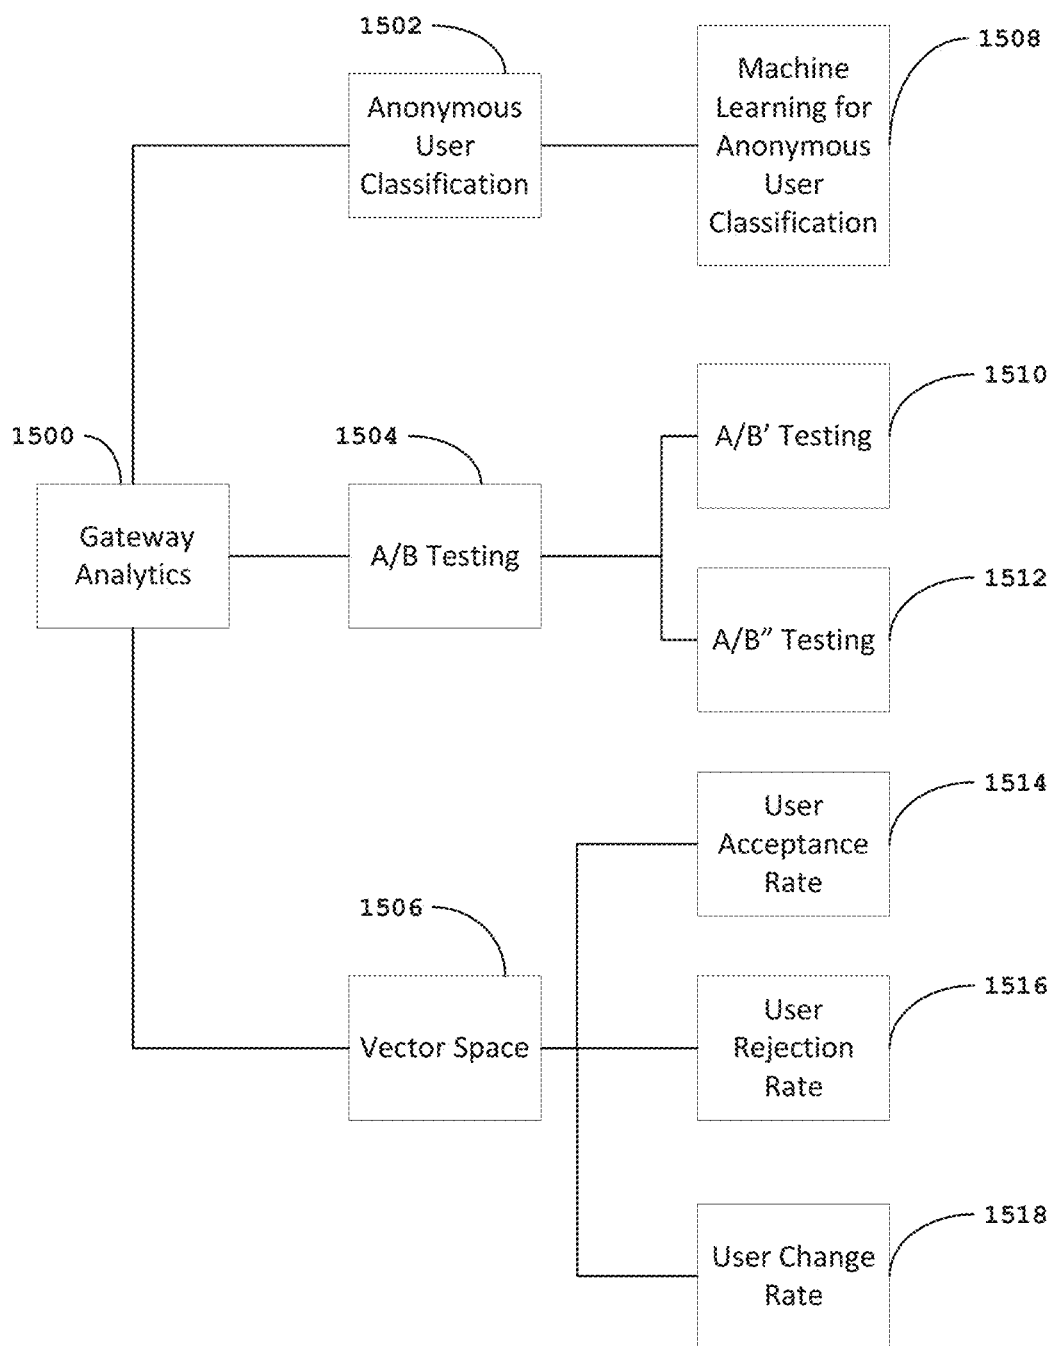 1502
Anonymous
User
Classification
1508
Machine
Learning for
Anonymous
User
Classification
1500
Gateway
Analytics
1504
A/B Testing
1510
A/B’ Testing
1512
A/B” Testing
1506
Vector Space
1514
User
Acceptance
Rate
1516
User
Rejection
Rate
1518
User Change
Rate